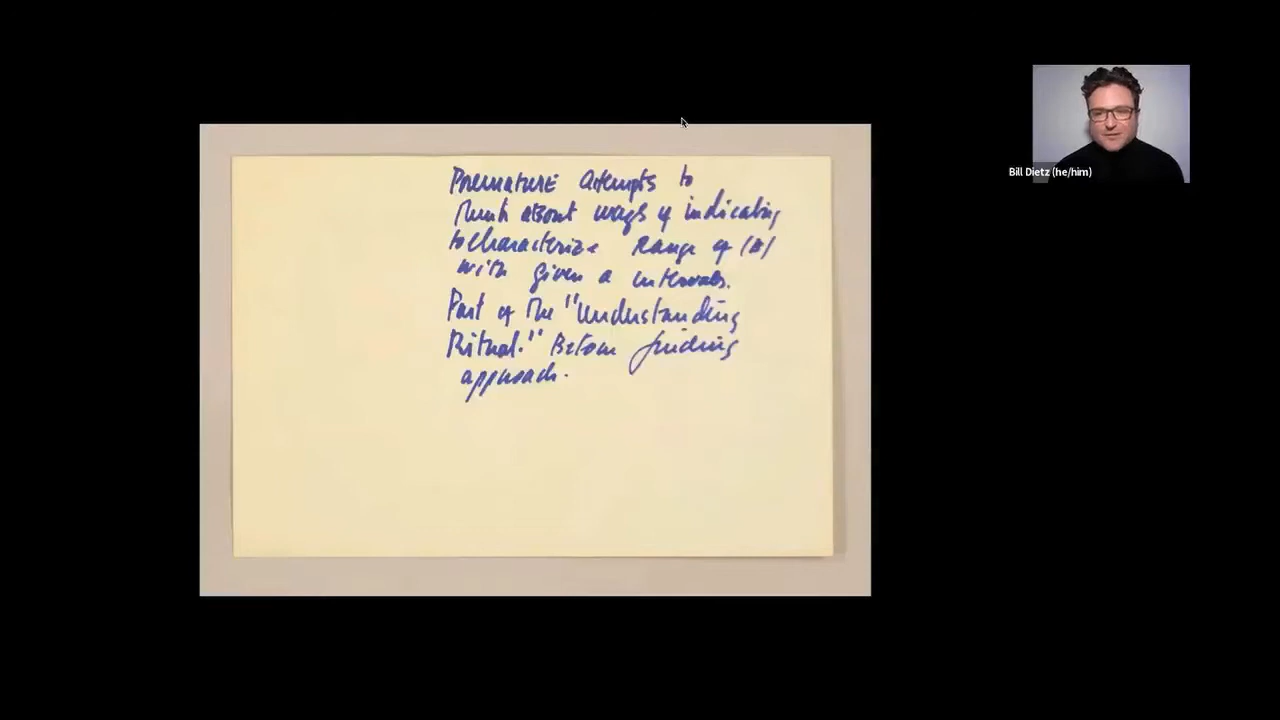 Premature attempts to
think about ways of indicating
to characterize range of (A)
with given a intervals.
Part of the "Understanding
Ritual." Before finding
approach.
Bill Dietz (he/him)